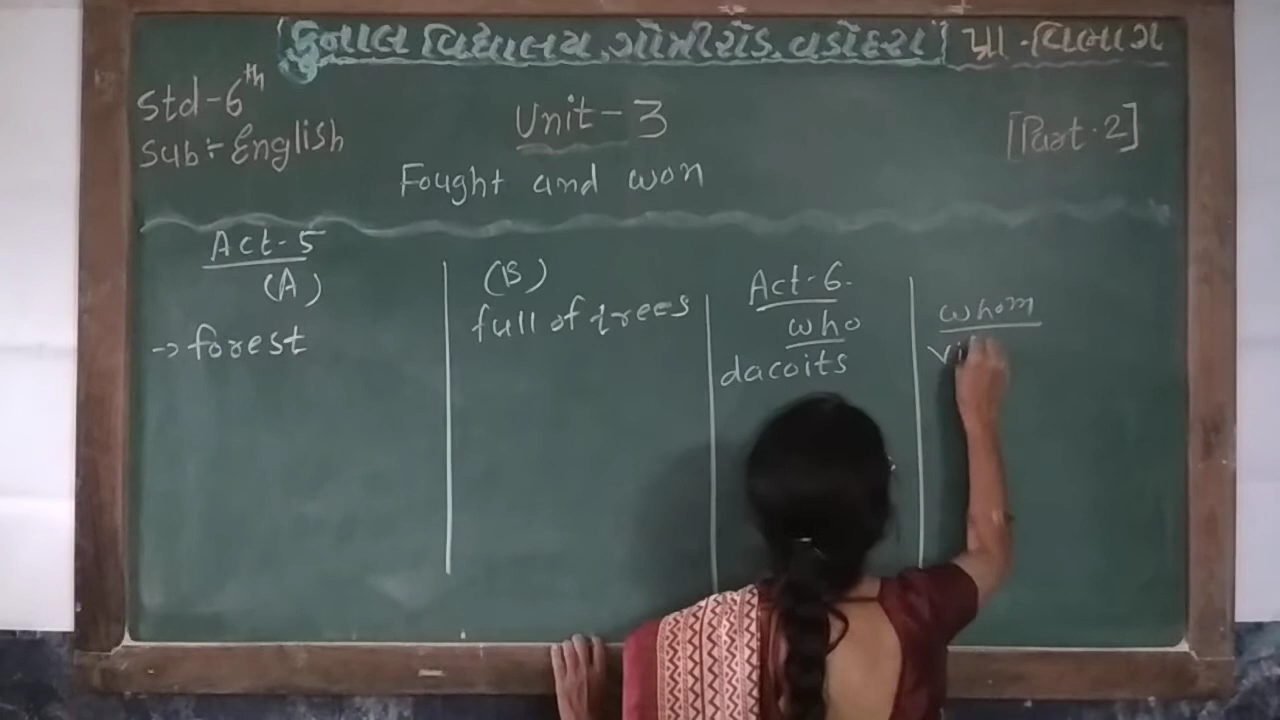 [કુનાલ વિદ્યાલય, ગોત્રીરોડ, વડોદરા] પ્રા - વિભાગ
Std-6th
Sub:- English
Unit-3
[Part.2]
Fought and won
Act-5
(A)
→ forest
(B)
full of trees
Act-6.
who
dacoits
whom